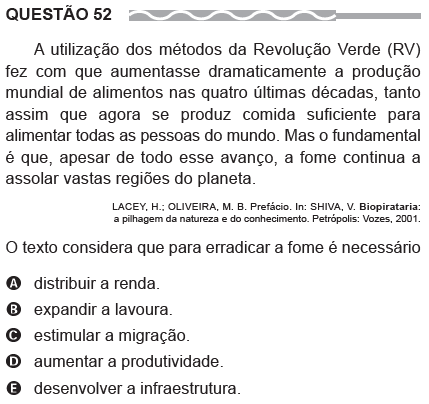 QUESTÃO 52
A utilização dos métodos da Revolução Verde (RV)
fez com que aumentasse dramaticamente a produção
mundial de alimentos nas quatro últimas décadas, tanto
assim que agora se produz comida suficiente para
alimentar todas as pessoas do mundo. Mas o fundamental
é que, apesar de todo esse avanço, a fome continua a
assolar vastas regiões do planeta.
LACEY, H.; OLIVEIRA, M. B. Prefácio. In: SHIVA, V. Biopirataria:
a pilhagem da natureza e do conhecimento. Petrópolis: Vozes, 2001.
O texto considera que para erradicar a fome é necessário
A distribuir a renda.
B expandir a lavoura.
C estimular a migração.
D aumentar a produtividade.
E desenvolver a infraestrutura.